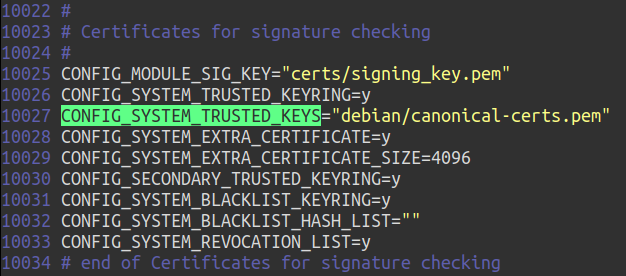 10022 #
10023 # Certificates for signature checking
10024 #
10025 CONFIG_MODULE_SIG_KEY="certs/signing_key.pem"
10026 CONFIG_SYSTEM_TRUSTED_KEYRING=y
10027 CONFIG_SYSTEM_TRUSTED_KEYS="debian/canonical-certs.pem"
10028 CONFIG_SYSTEM_EXTRA_CERTIFICATE=y
10029 CONFIG_SYSTEM_EXTRA_CERTIFICATE_SIZE=4096
10030 CONFIG_SECONDARY_TRUSTED_KEYRING=y
10031 CONFIG_SYSTEM_BLACKLIST_KEYRING=y
10032 CONFIG_SYSTEM_BLACKLIST_HASH_LIST=""
10033 CONFIG_SYSTEM_REVOCATION_LIST=y
10034 # end of Certificates for signature checking